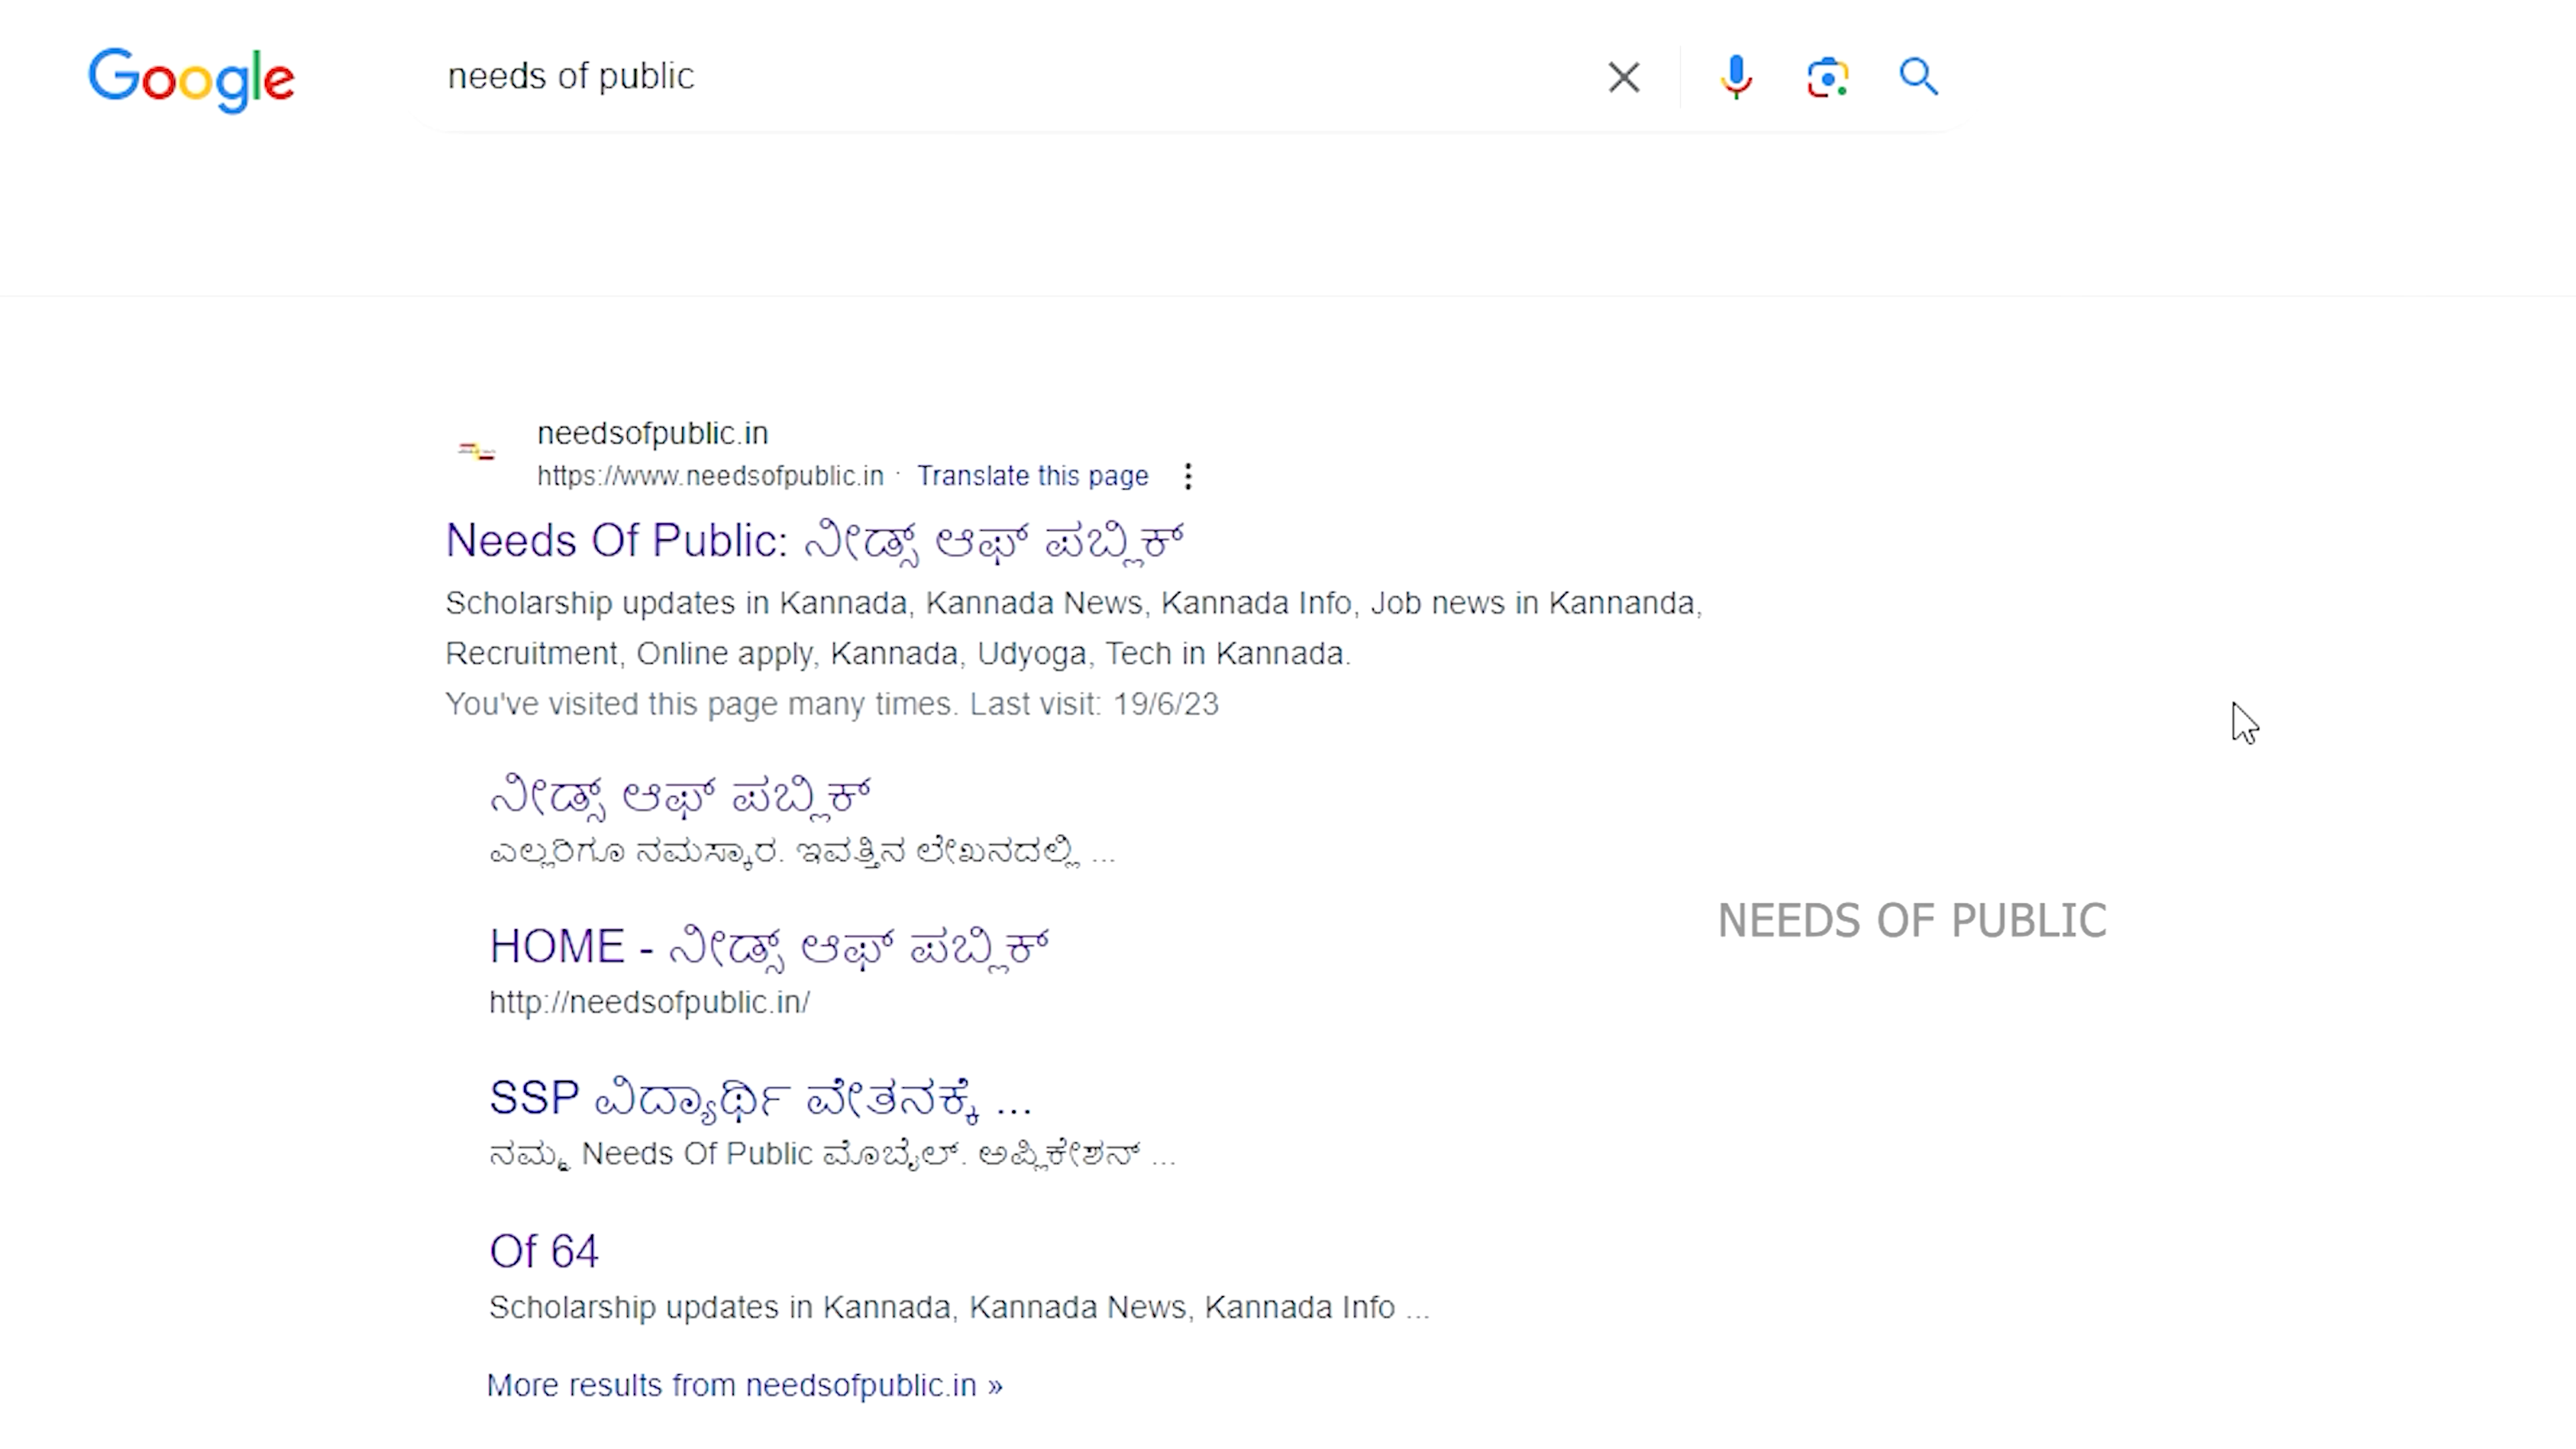 Google
needs of public
needsofpublic.in
https://www.needsofpublic.in · Translate this page
Needs Of Public: ನೀಡ್ಸ್ ಆಫ್ ಪಬ್ಲಿಕ್
Scholarship updates in Kannada, Kannada News, Kannada Info, Job news in Kannanda,
Recruitment, Online apply, Kannada, Udyoga, Tech in Kannada.
You've visited this page many times. Last visit: 19/6/23
ನೀಡ್ಸ್ ಆಫ್ ಪಬ್ಲಿಕ್
ಎಲ್ಲರಿಗೂ ನಮಸ್ಕಾರ. ಇವತ್ತಿನ ಲೇಖನದಲ್ಲಿ ...
NEEDS OF PUBLIC
HOME - ನೀಡ್ಸ್ ಆಫ್ ಪಬ್ಲಿಕ್
http://needsofpublic.in/
SSP ವಿದ್ಯಾರ್ಥಿ ವೇತನಕ್ಕೆ ...
ನಮ್ಮ Needs Of Public ಮೊಬೈಲ್. ಅಪ್ಲಿಕೇಶನ್ ...
Of 64
Scholarship updates in Kannada, Kannada News, Kannada Info ...
More results from needsofpublic.in »